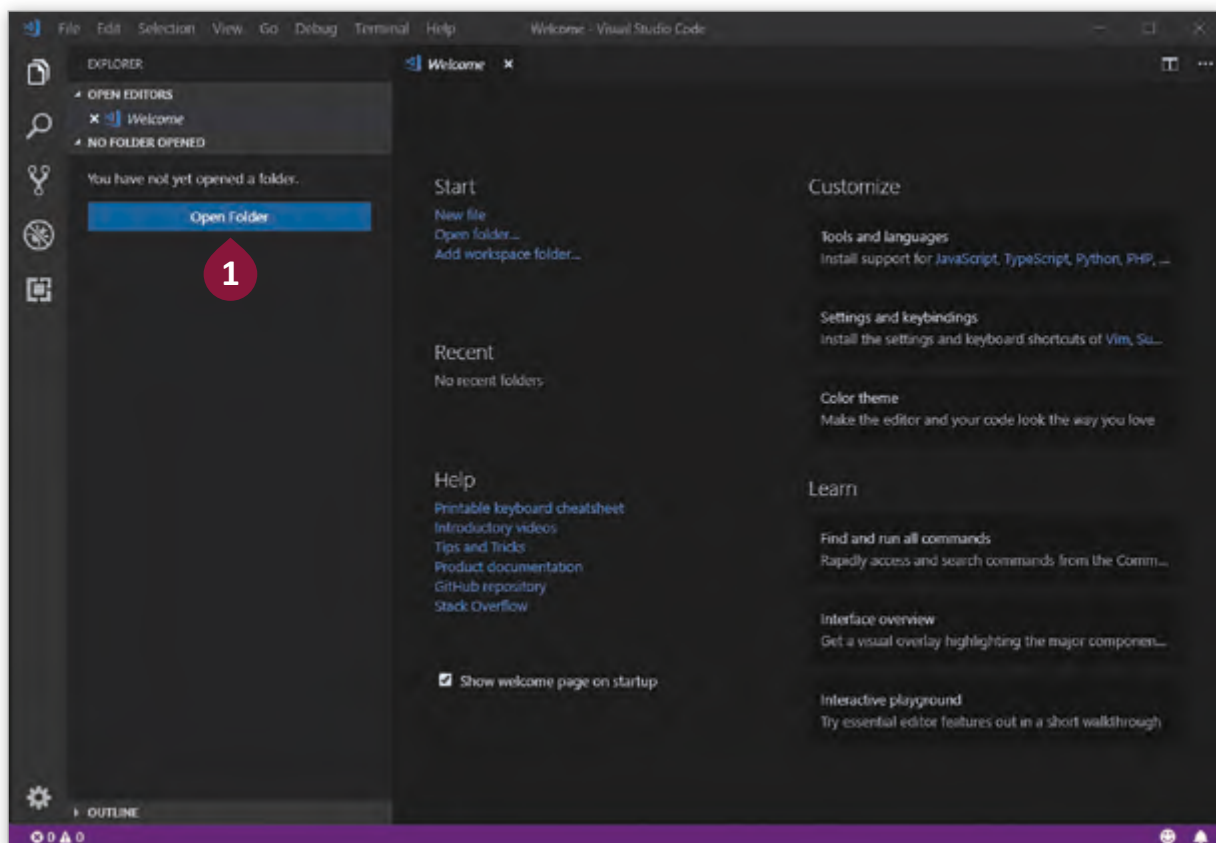 File Edit Selection View Go Debug Terminal Help Welcome - Visual Studio Code
EXPLORER
OPEN EDITORS
Welcome
NO FOLDER OPENED
You have not yet opened a folder.
Open Folder
1
OUTLINE
Welcome
Start
New file
Open folder...
Add workspace folder...
Recent
No recent folders
Help
Printable keyboard cheatsheet
Introductory videos
Tips and Tricks
Product documentation
GitHub repository
Stack Overflow
Show welcome page on startup
Customize
Tools and languages
Install support for JavaScript, TypeScript, Python, PHP, ...
Settings and keybindings
Install the settings and keyboard shortcuts of Vim, Su...
Color theme
Make the editor and your code look the way you love
Learn
Find and run all commands
Rapidly access and search commands from the Comm...
Interface overview
Get a visual overlay highlighting the major componen...
Interactive playground
Try essential editor features out in a short walkthrough
0 0